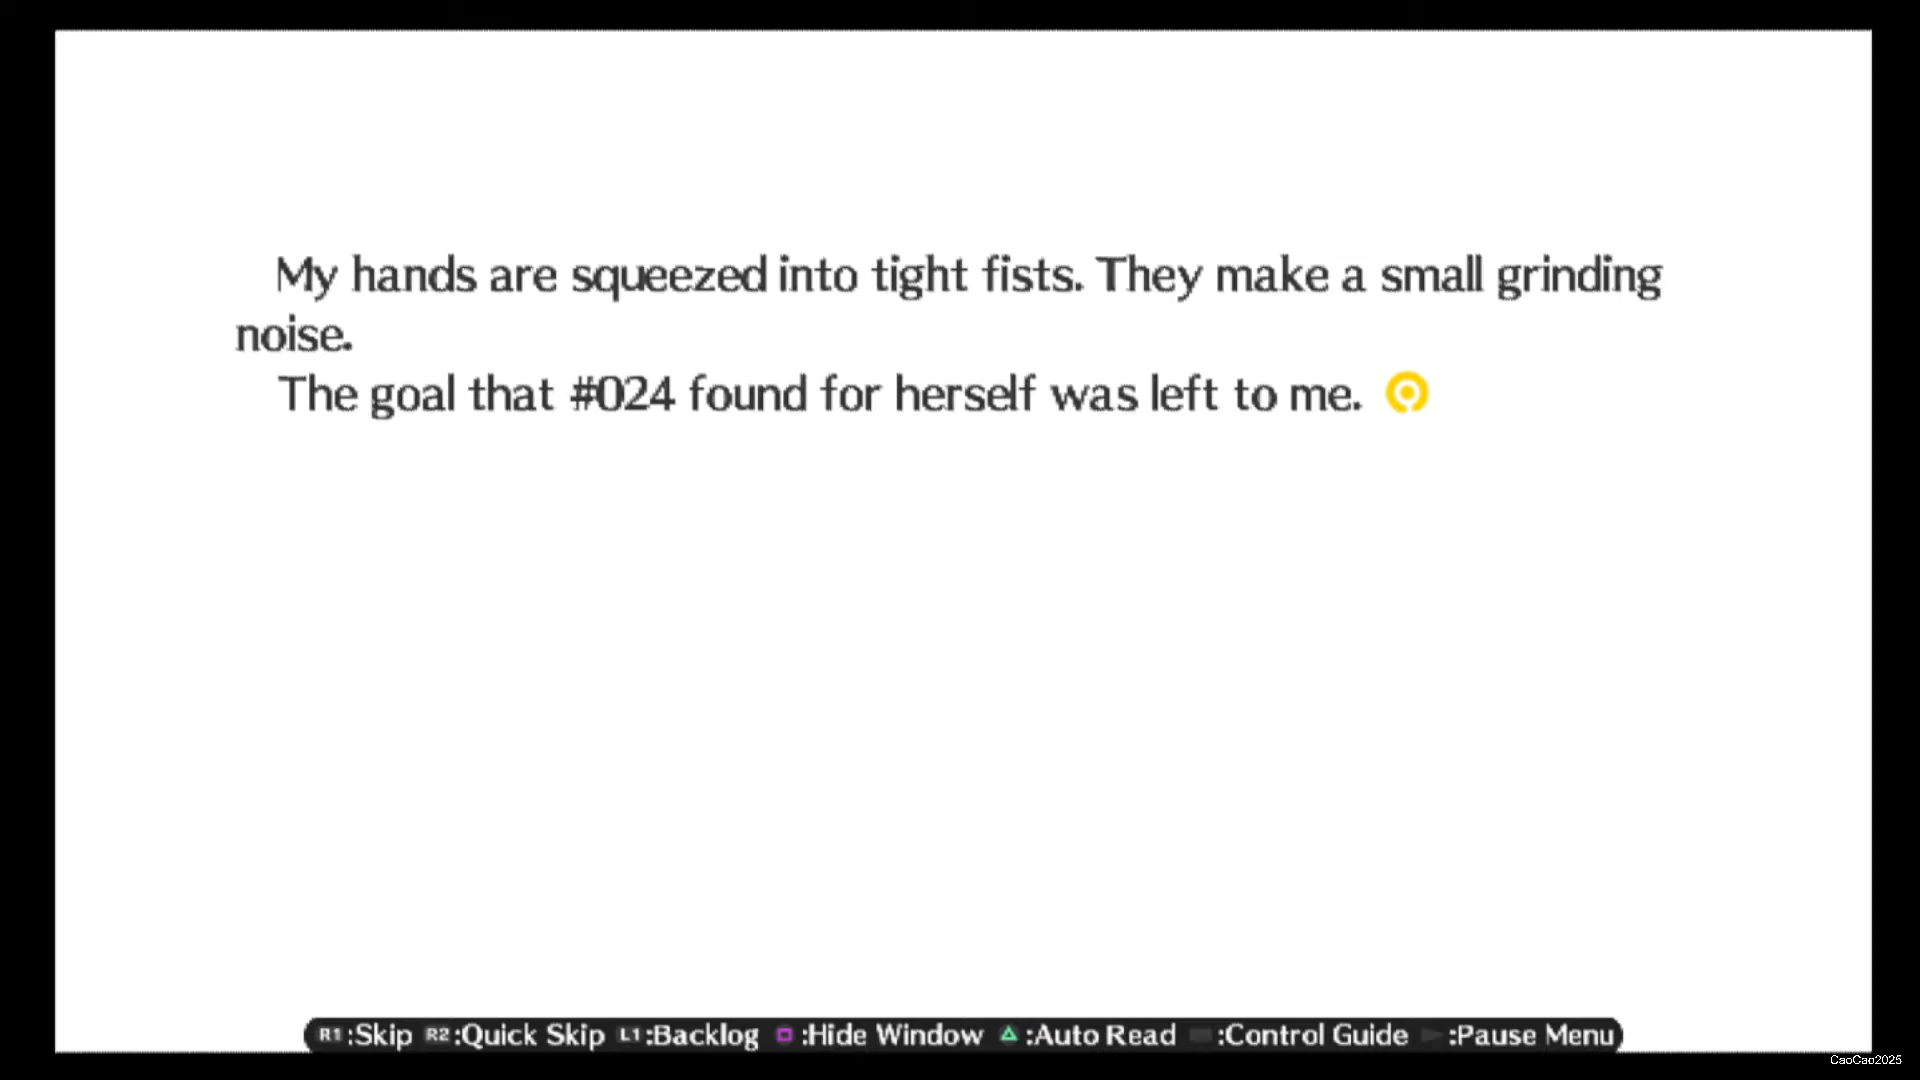 My hands are squeezed into tight fists. They make a small grinding
noise.
The goal that #024 found for herself was left to me.
R1:Skip R2:Quick Skip L1:Backlog :Hide Window :Auto Read :Control Guide :Pause Menu
CaoCao2025